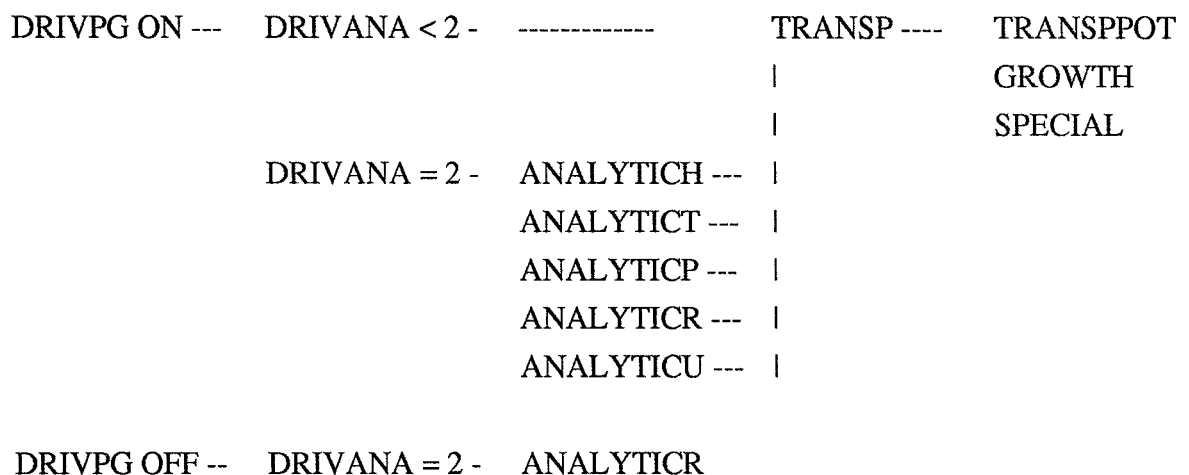 DRIVPG ON --- DRIVANA < 2 - ------------- TRANSP ---- TRANSPPOT
| GROWTH
| SPECIAL
DRIVANA = 2 - ANALYTICH --- |
ANALYTICT --- |
ANALYTICP --- |
ANALYTICR --- |
ANALYTICU --- |
DRIVPG OFF -- DRIVANA = 2 - ANALYTICR